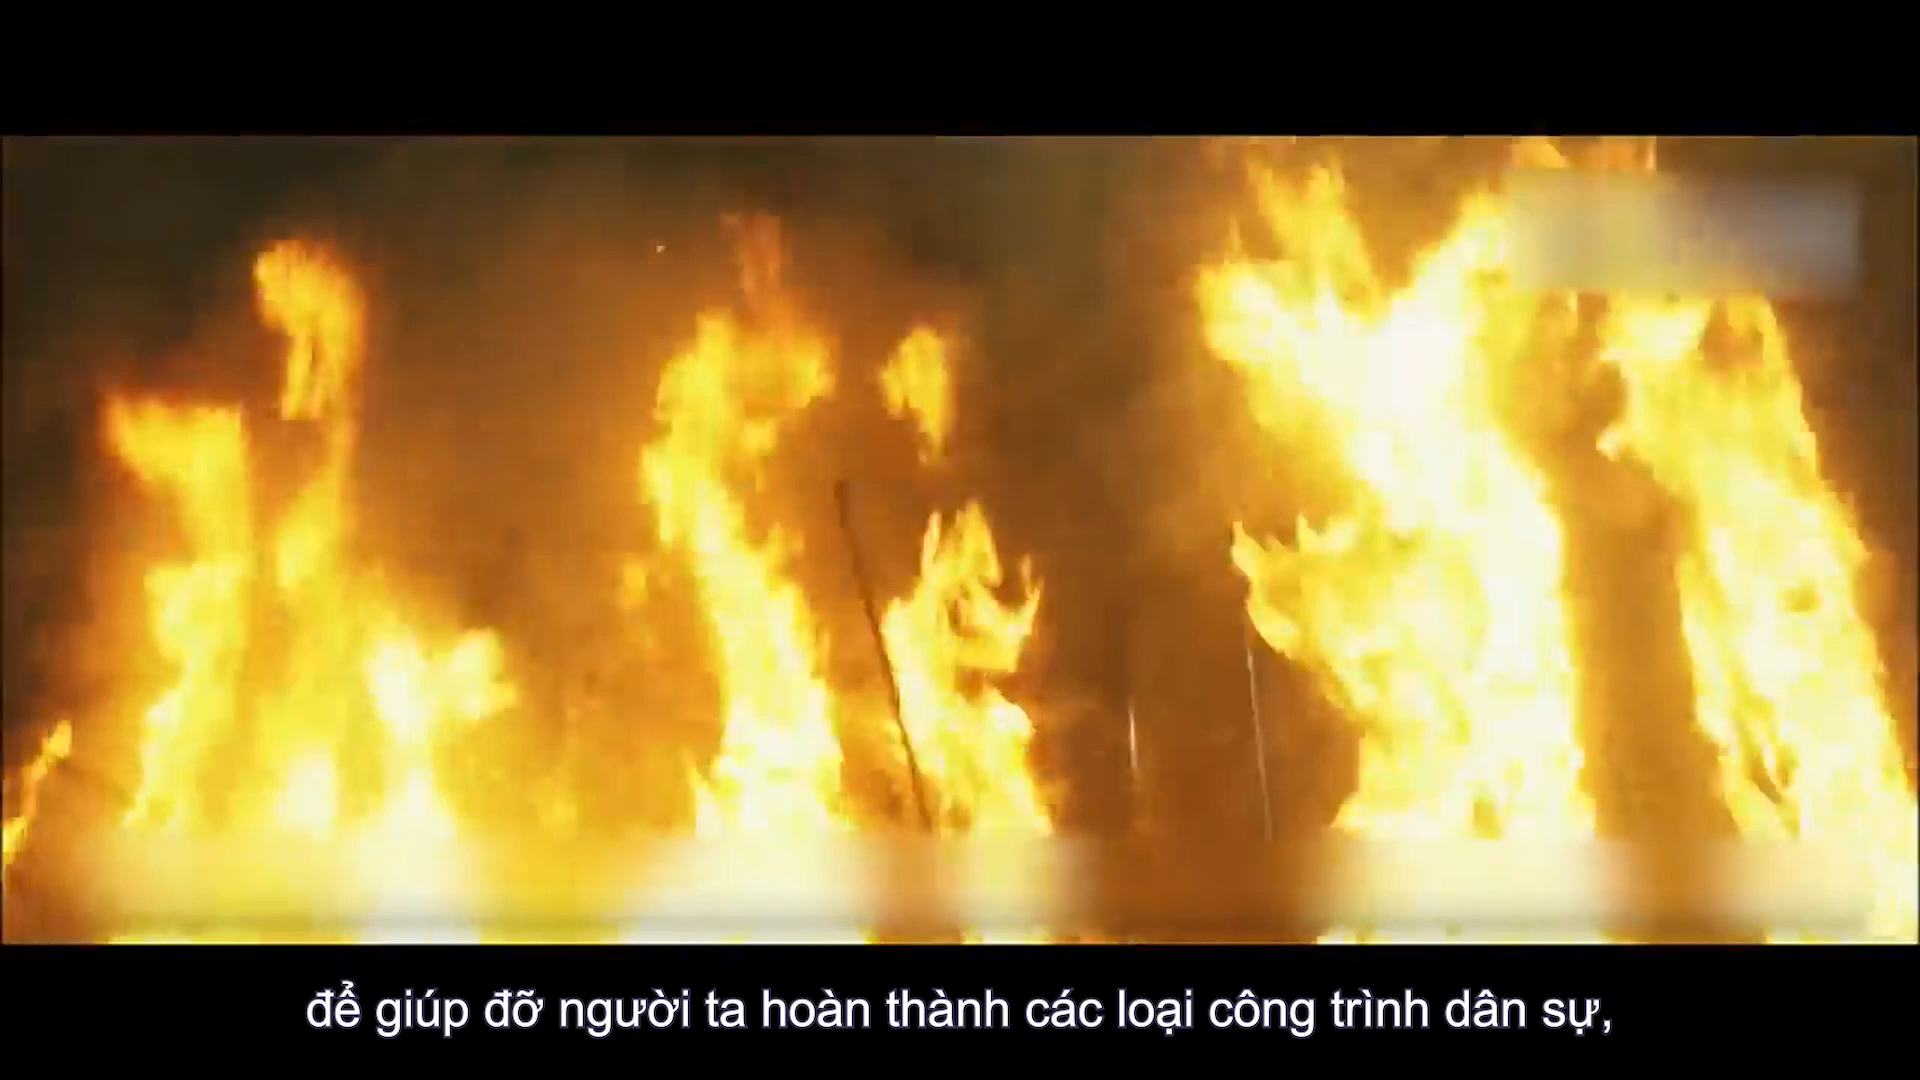 để giúp đỡ người ta hoàn thành các loại công trình dân sự,